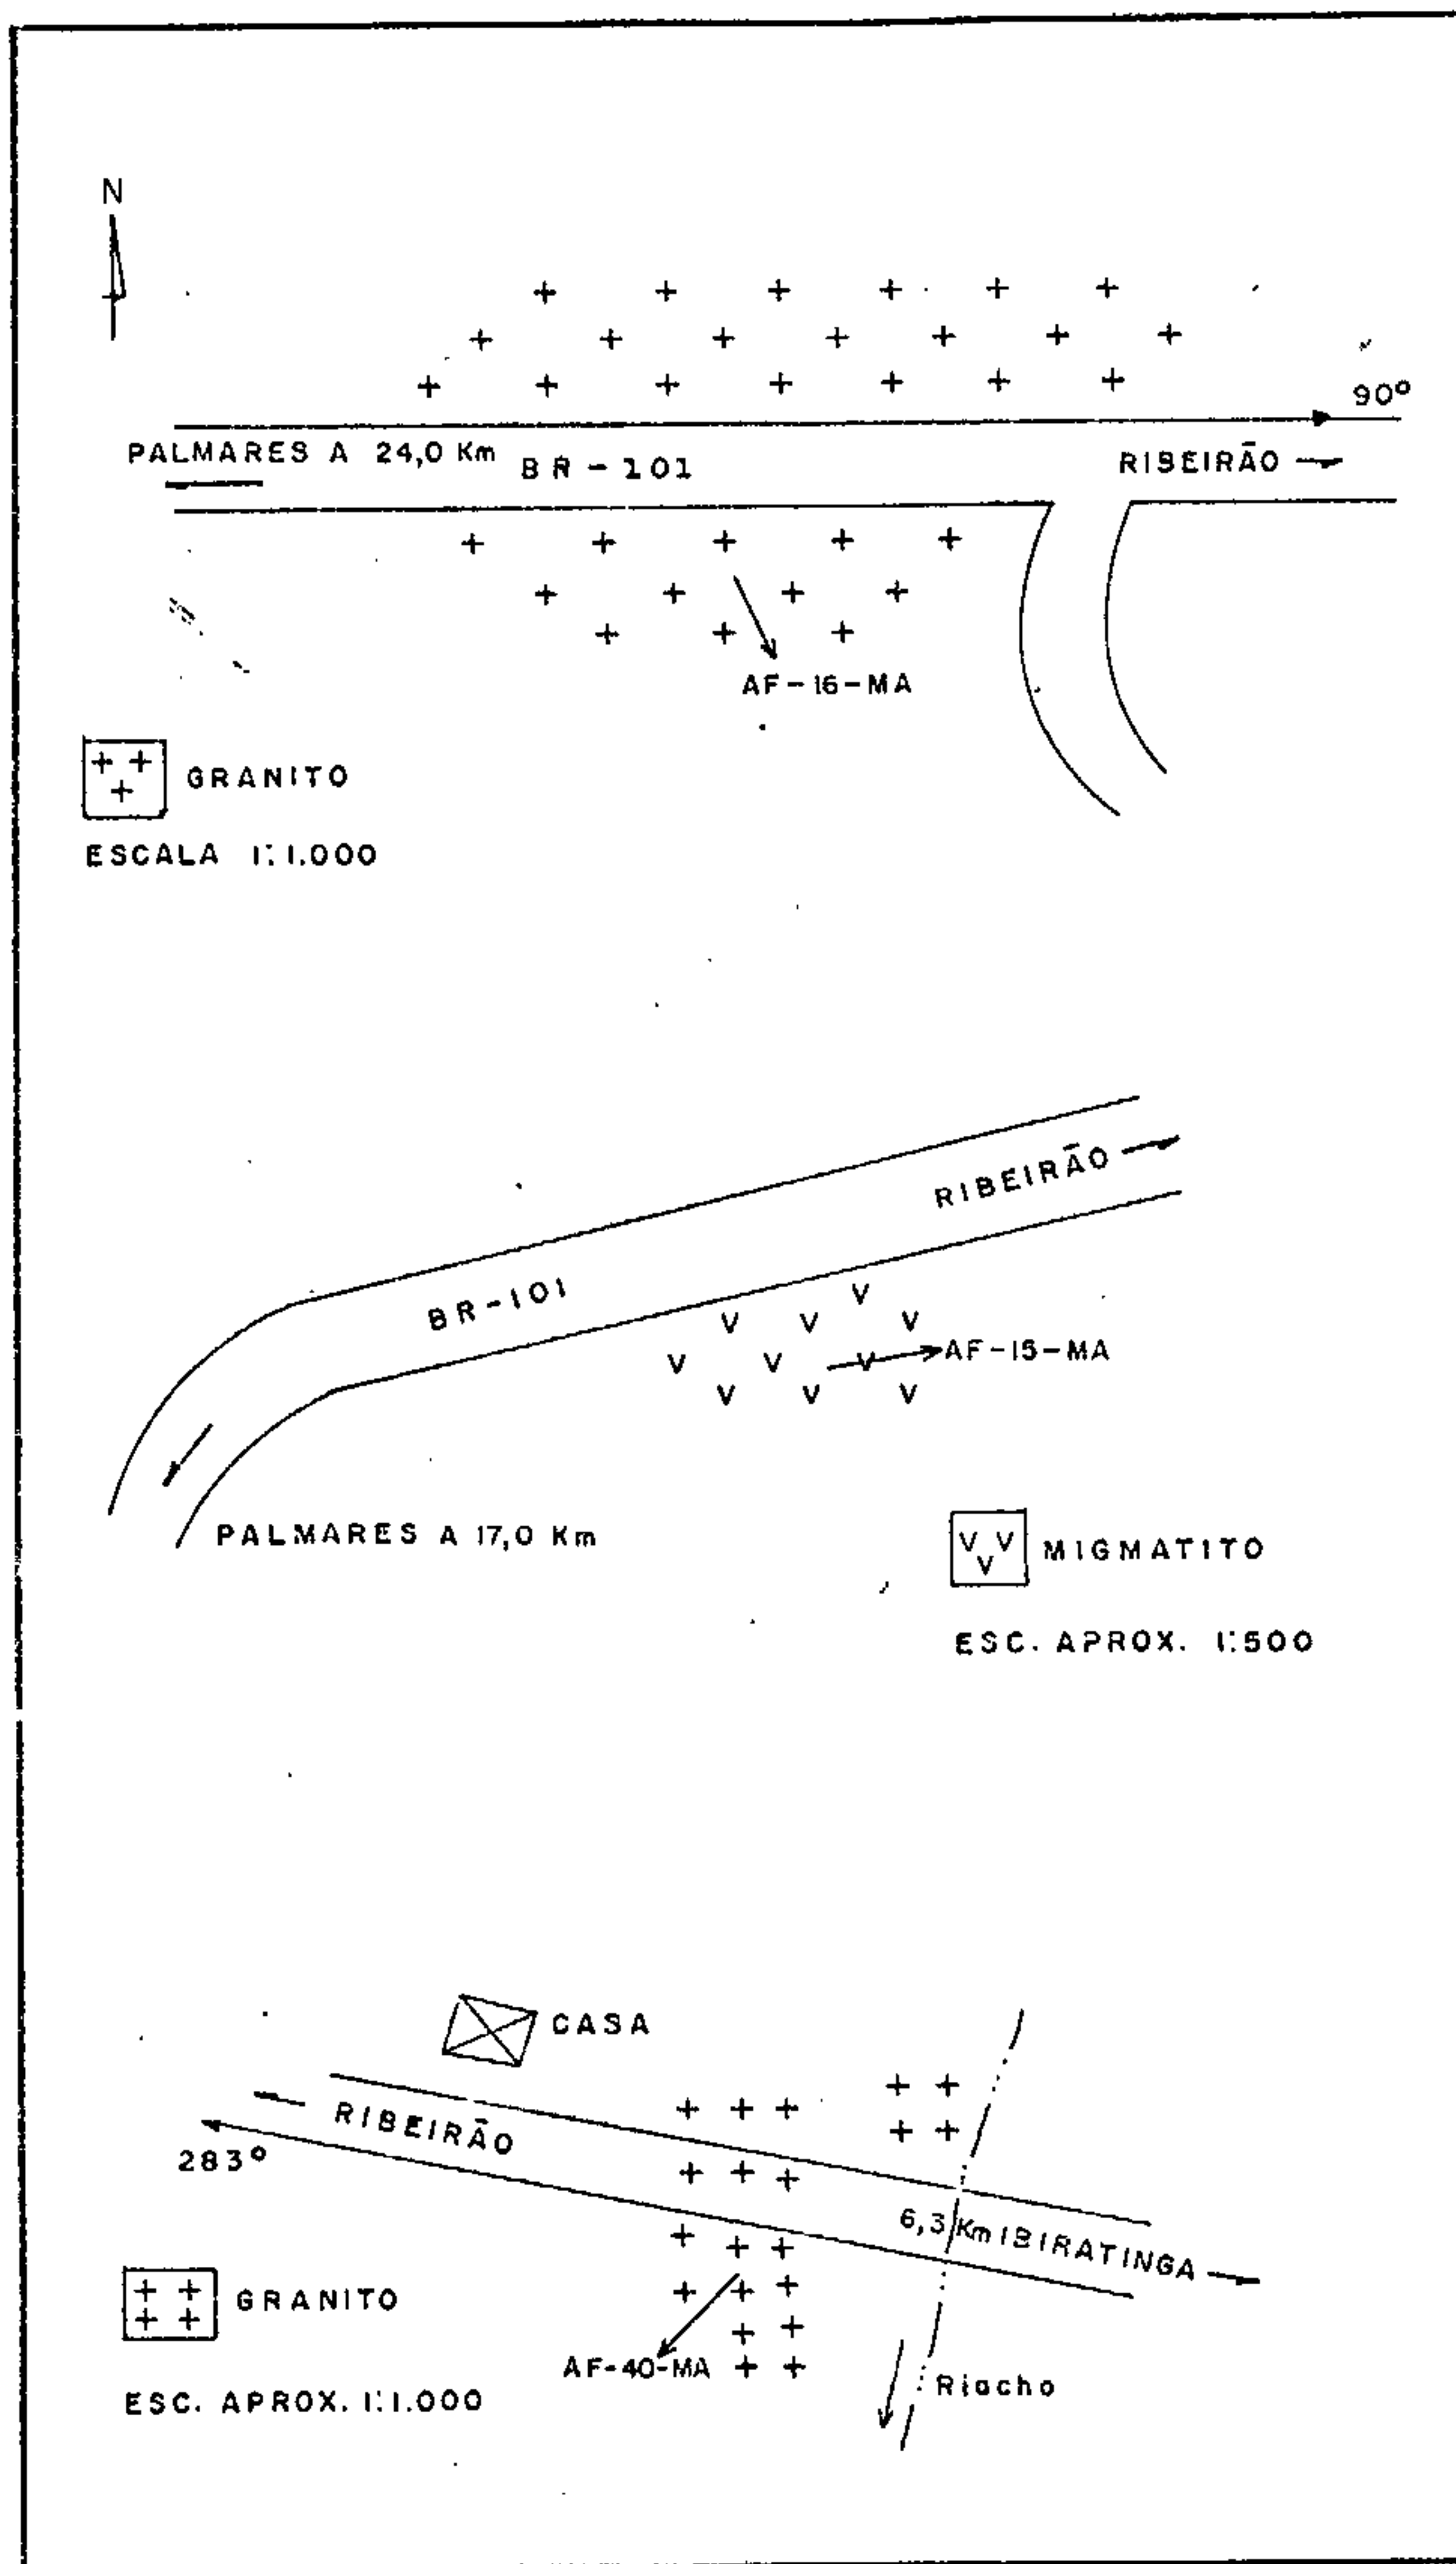 N
90º
PALMARES A 24,0 Km
BR-101
RIBEIRÃO
AF-16-MA
GRANITO
ESCALA 1:1.000
RIBEIRÃO
BR-101
AF-15-MA
PALMARES A 17,0 Km
MIGMATITO
ESC. APROX. 1:500
CASA
RIBEIRÃO
283º
6,3 Km IBIRATINGA
GRANITO
AF-40-MA
Riacho
ESC. APROX. 1:1.000